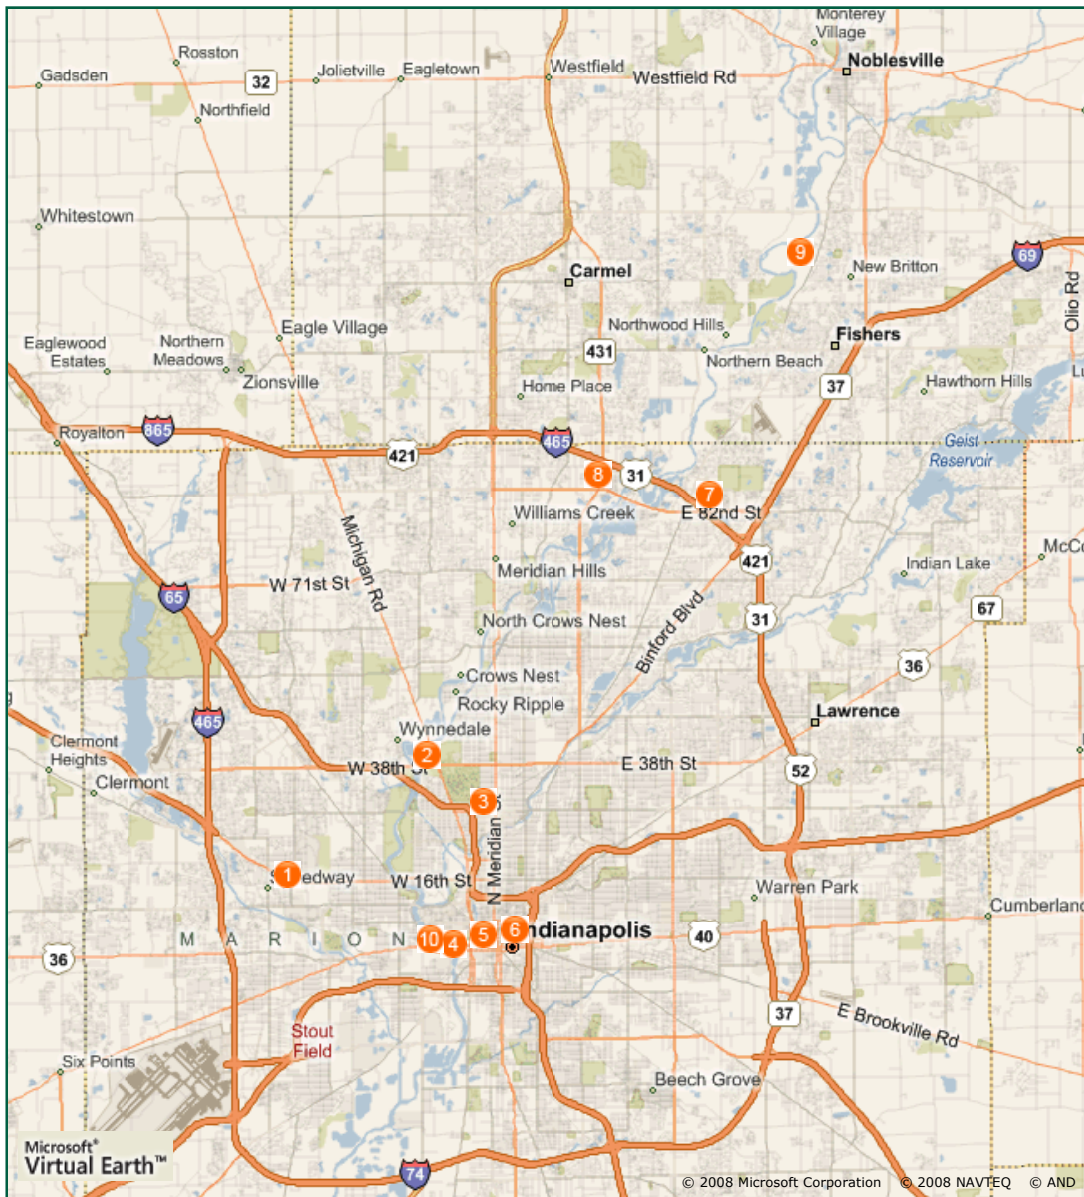 Monterey
Village
Rosston
Noblesville
Gadsden
32
Jolietville
Eagletown
Westfield
Westfield Rd
Northfield
Whitestown
9
69
Carmel
New Britton
Olio Rd
Eagle Village
Northwood Hills
Fishers
Eaglewood
Estates
Northern
Meadows
431
Northern Beach
Zionsville
Home Place
37
Hawthorn Hills
Royalton
865
421
465
Geist
Reservoir
8
31
7
E 82nd St
Williams Creek
Michigan Rd
421
Meridian Hills
Indian Lake
W 71st St
65
67
31
North Crows Nest
Binford Blvd
36
Crows Nest
Rocky Ripple
465
Lawrence
Wynnedale
Clermont
Heights
2
W 38th St
E 38th St
52
Clermont
3
N Meridian St
1
W 16th St
Warren Park
Cumberland
MARION
10
4
5
6
Indianapolis
40
36
37
E Brookville Rd
Stout
Field
Six Points
Beech Grove
Microsoft®
Virtual Earth™
74
© 2008 Microsoft Corporation © 2008 NAVTEQ © AND